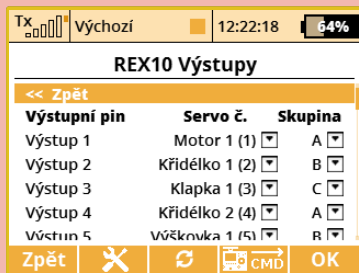 Tx Výchozí 12:22:18 64%
REX10 Výstupy
<< Zpět
Výstupní pin Servo č. Skupina
Výstup 1 Motor 1 (1) A
Výstup 2 Křidélko 1 (2) B
Výstup 3 Klapka 1 (3) C
Výstup 4 Křidélko 2 (4) A
Výstup 5 Výškovka 1 (5) B
Zpět CMD OK